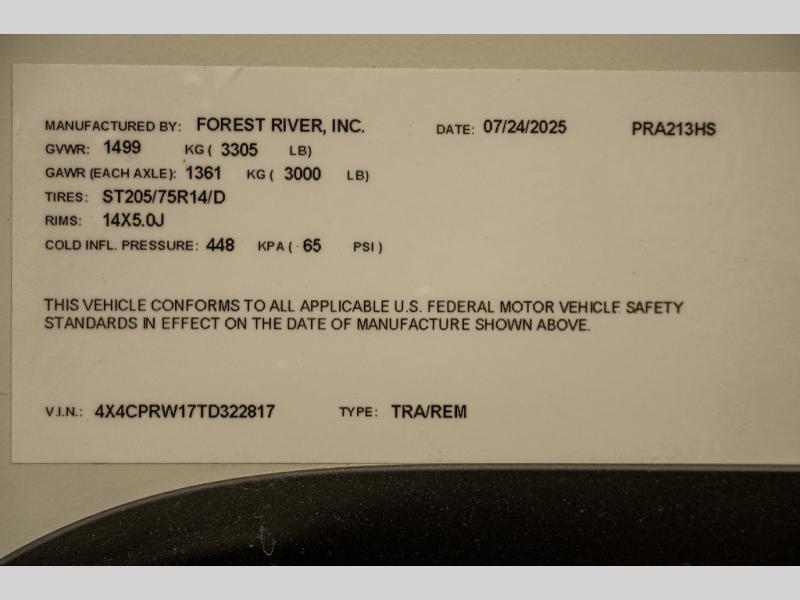 MANUFACTURED BY: FOREST RIVER, INC. DATE: 07/24/2025 PRA213HS
GVWR: 1499 KG ( 3305 LB)
GAWR (EACH AXLE): 1361 KG ( 3000 LB)
TIRES: ST205/75R14/D
RIMS: 14X5.0J
COLD INFL. PRESSURE: 448 KPA ( 65 PSI )
THIS VEHICLE CONFORMS TO ALL APPLICABLE U.S. FEDERAL MOTOR VEHICLE SAFETY
STANDARDS IN EFFECT ON THE DATE OF MANUFACTURE SHOWN ABOVE.
V.I.N.: 4X4CPRW17TD322817 TYPE: TRA/REM